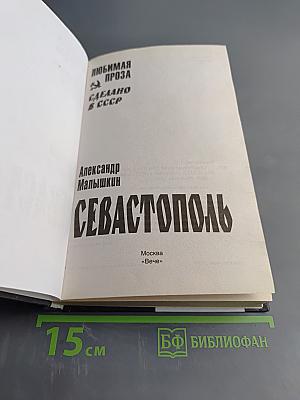 ЛЮБИМАЯ
ПРОЗА
СДЕЛАНО
В СССР
Александр
Малышкин
СЕВАСТОПОЛЬ
Москва
«Вече»
15 см
БФ БИБЛИОФАН